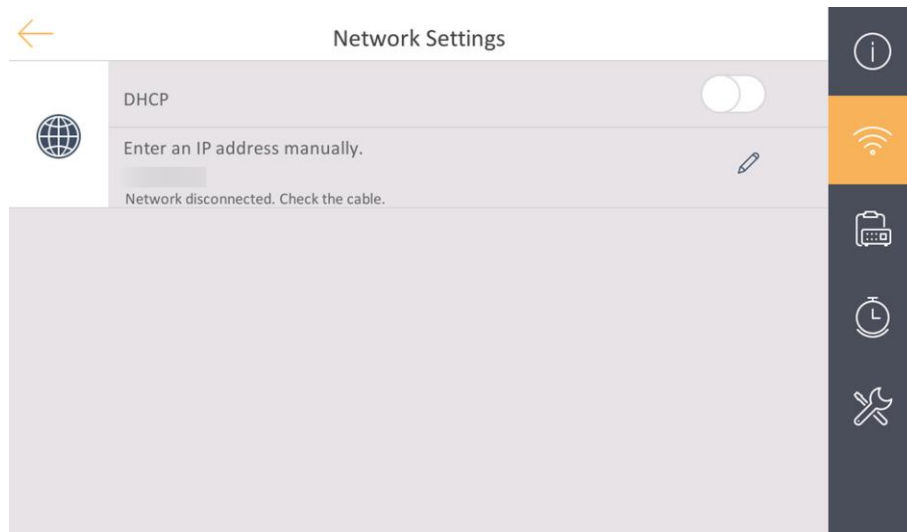 Network Settings
DHCP
Enter an IP address manually.
Network disconnected. Check the cable.